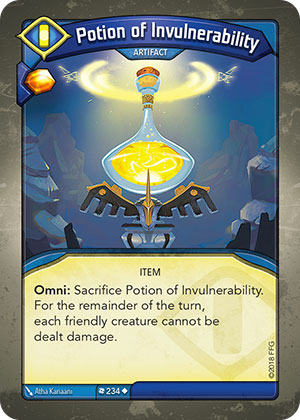 Potion of Invulnerability
ARTIFACT
ITEM
Omni: Sacrifice Potion of Invulnerability.
For the remainder of the turn,
each friendly creature cannot be
dealt damage.
©2018 FFG
Atha Kanaani
234